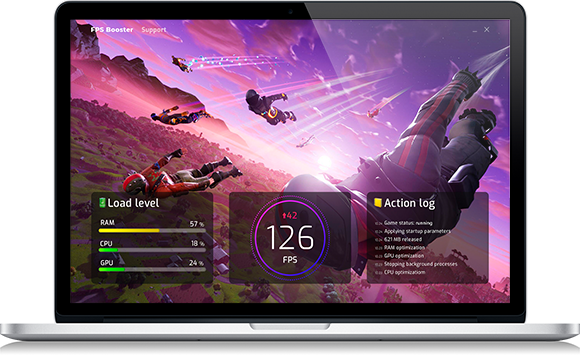 FPS Booster Support
Load level
RAM 57 %
CPU 18 %
GPU 24 %
42
126
FPS
Action log
Game status: running
Applying startup parameters
621 MB released
RAM optimization
GPU optimization
Stopping background processes
CPU optimizatiom